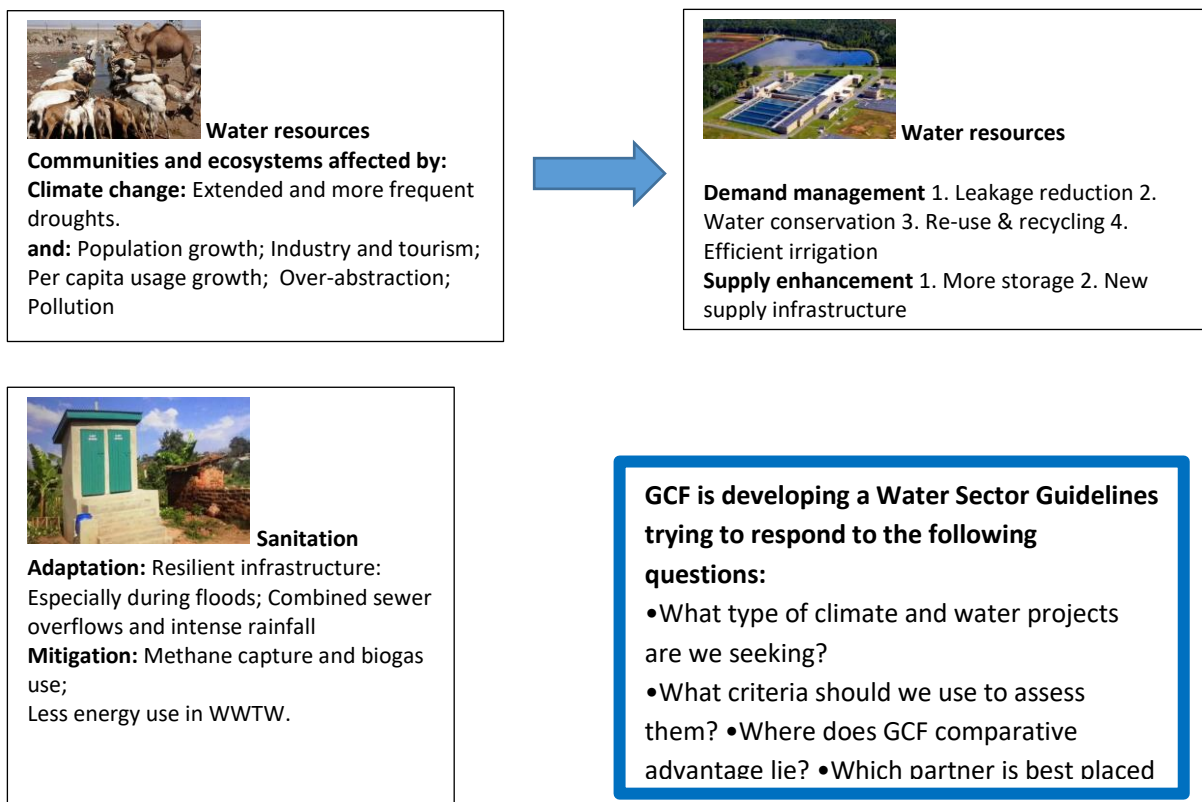 Water resources
Communities and ecosystems affected by:
Climate change: Extended and more frequent
droughts.
and: Population growth; Industry and tourism;
Per capita usage growth;  Over-abstraction;
Pollution
Water resources
Demand management 1. Leakage reduction 2.
Water conservation 3. Re-use & recycling 4.
Efficient irrigation
Supply enhancement 1. More storage 2. New
supply infrastructure
Sanitation
Adaptation: Resilient infrastructure:
Especially during floods; Combined sewer
overflows and intense rainfall
Mitigation: Methane capture and biogas
use;
Less energy use in WWTW.
GCF is developing a Water Sector Guidelines
trying to respond to the following
questions:
•What type of climate and water projects
are we seeking?
•What criteria should we use to assess
them? •Where does GCF comparative
advantage lie? •Which partner is best placed